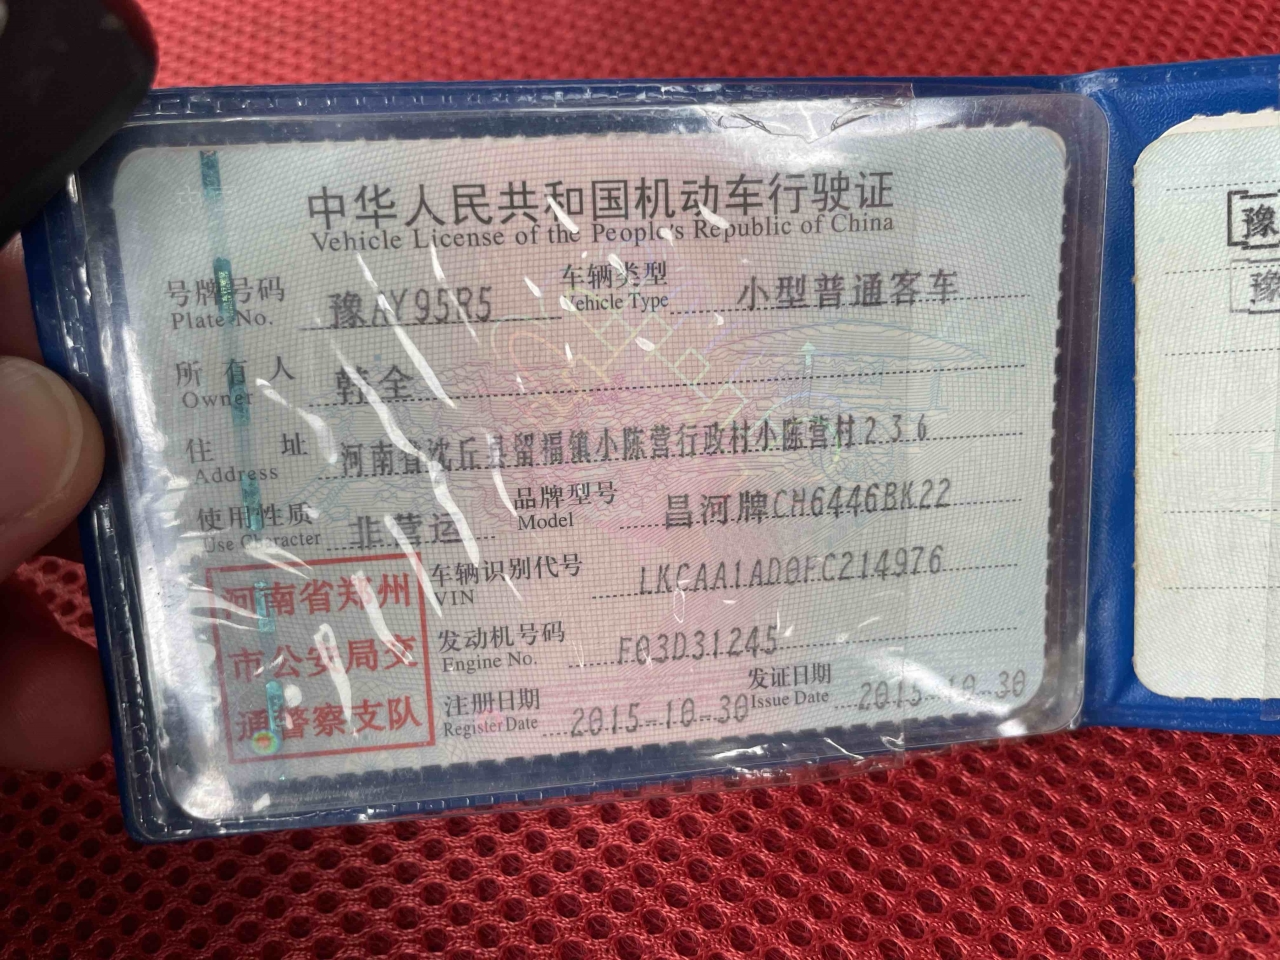 中华人民共和国机动车行驶证
Vehicle License of the People's Republic of China
号牌号码 豫AY95R5 车辆类型 小型普通客车
Plate No. Vehicle Type
所有人 韩全
Owner
住址 河南省沈丘县留福镇小陈营行政村小陈营村236
Address
使用性质 非营运 品牌型号 昌河牌CH6446BK22
Use Character Model
车辆识别代号 LKCAA1AD0FC214976
VIN
发动机号码 F03D31245
Engine No.
注册日期 2015-10-30 发证日期 2015-10-30
Register Date Issue Date
河南省郑州
市公安局交
通警察支队
豫
豫